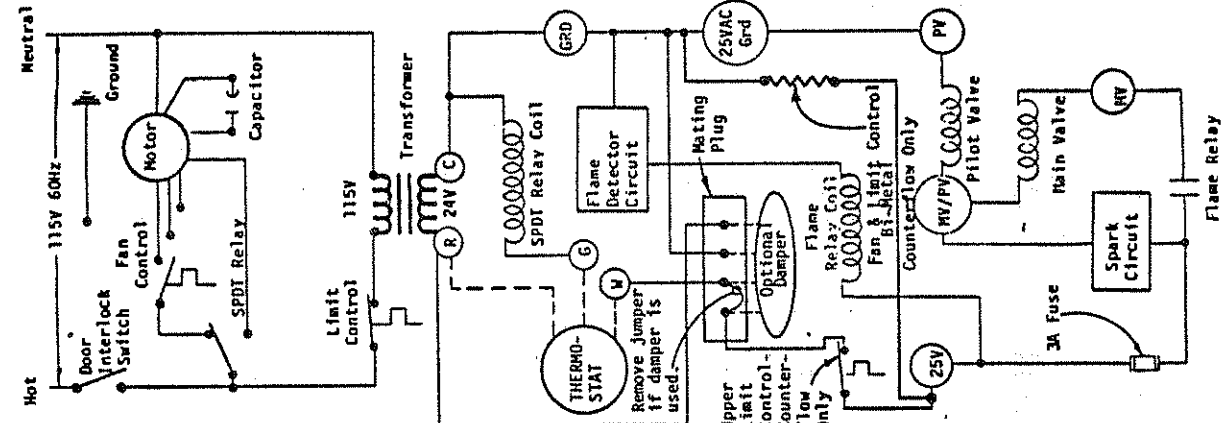 Hot
115V 60Hz
Neutral
Ground
Door
Interlock
Switch
Fan
Control
Motor
Capacitor
SPDT Relay
Limit
Control
115V
Transformer
R
24V
C
SPDT Relay Coil
GRD
G
W
THERMO-
STAT
Flame
Detector
Circuit
25VAC
Grd
Mating
Plug
Remove jumper
if damper is
used.
Optional
Damper
Control
Flame
Relay Coil
Fan & Limit
Bi-Metal
Counterflow Only
PV
Pilot Valve
MV/PV
Main Valve
MV
Limit
Control-
Counter-
Only
25V
Spark
Circuit
3A Fuse
Flame Relay